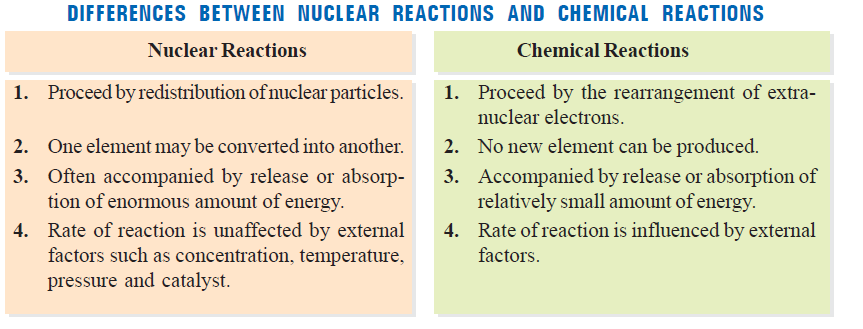 DIFFERENCES BETWEEN NUCLEAR REACTIONS AND CHEMICAL REACTIONS
Nuclear Reactions
1. Proceed by redistribution of nuclear particles.
2. One element may be converted into another.
3. Often accompanied by release or absorp-
tion of enormous amount of energy.
4. Rate of reaction is unaffected by external
factors such as concentration, temperature,
pressure and catalyst.
Chemical Reactions
1. Proceed by the rearrangement of extra-
nuclear electrons.
2. No new element can be produced.
3. Accompanied by release or absorption of
relatively small amount of energy.
4. Rate of reaction is influenced by external
factors.